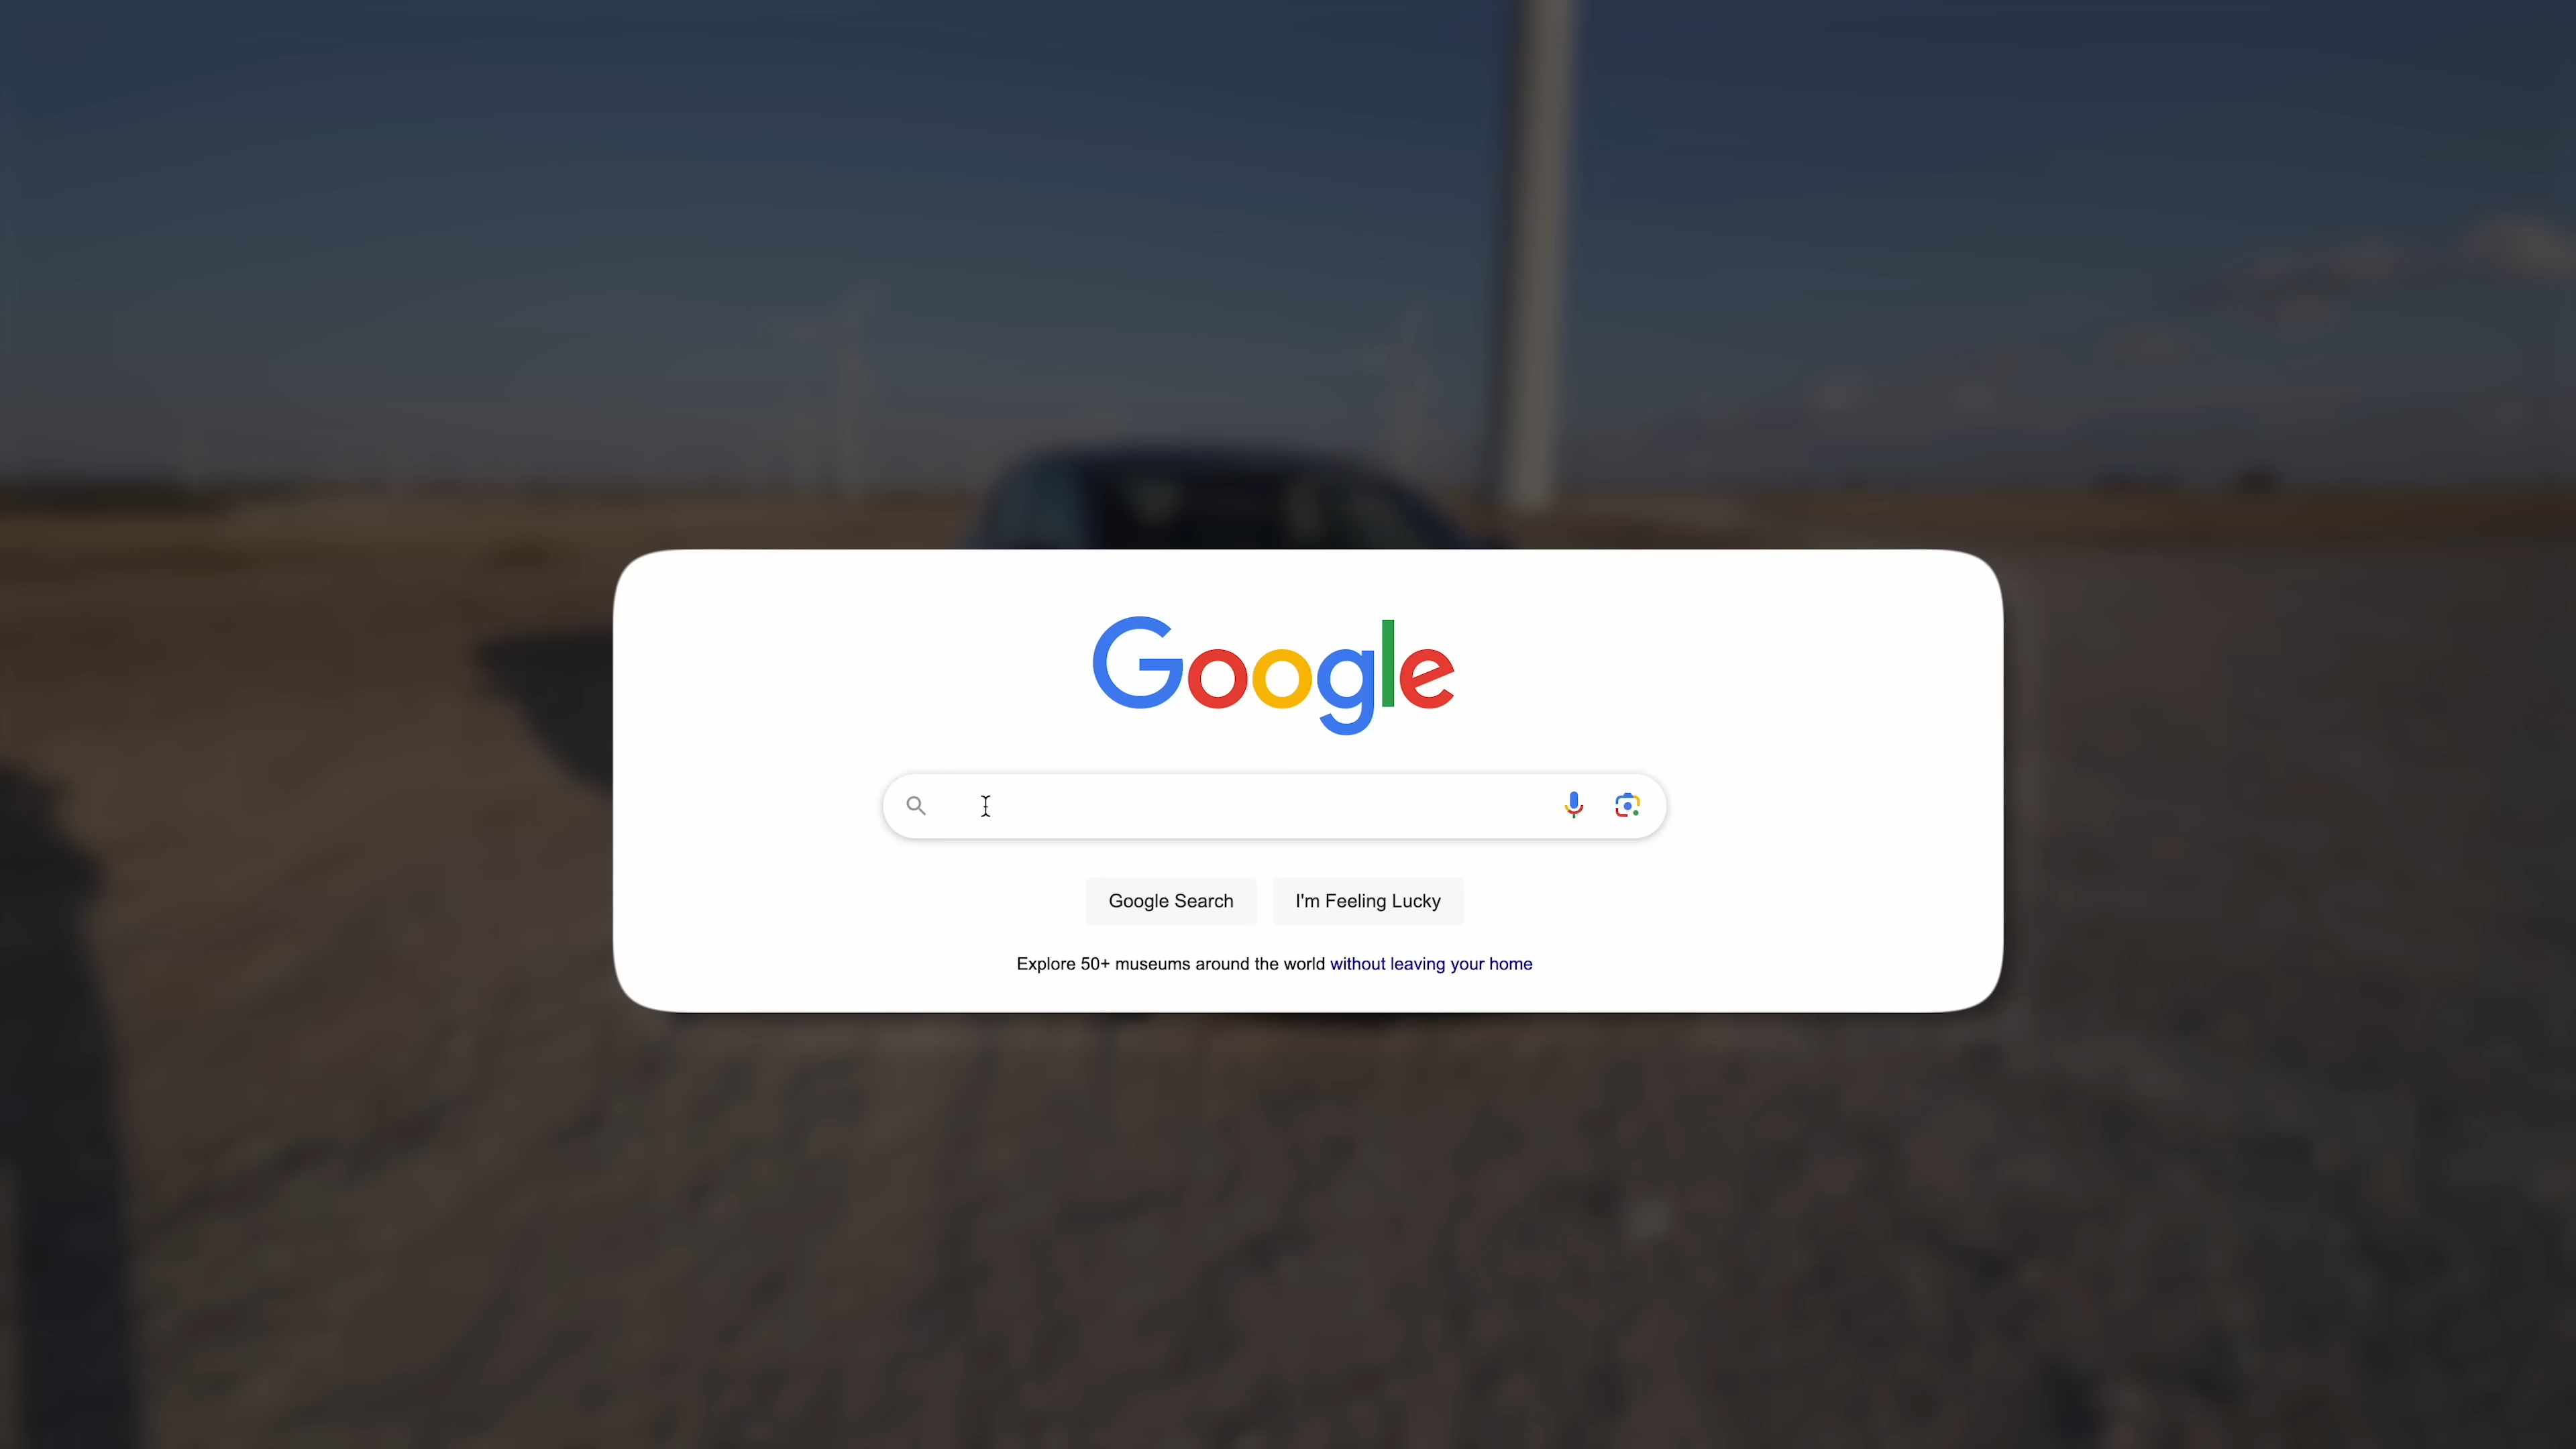 Google
Google Search
I'm Feeling Lucky
Explore 50+ museums around the world without leaving your home